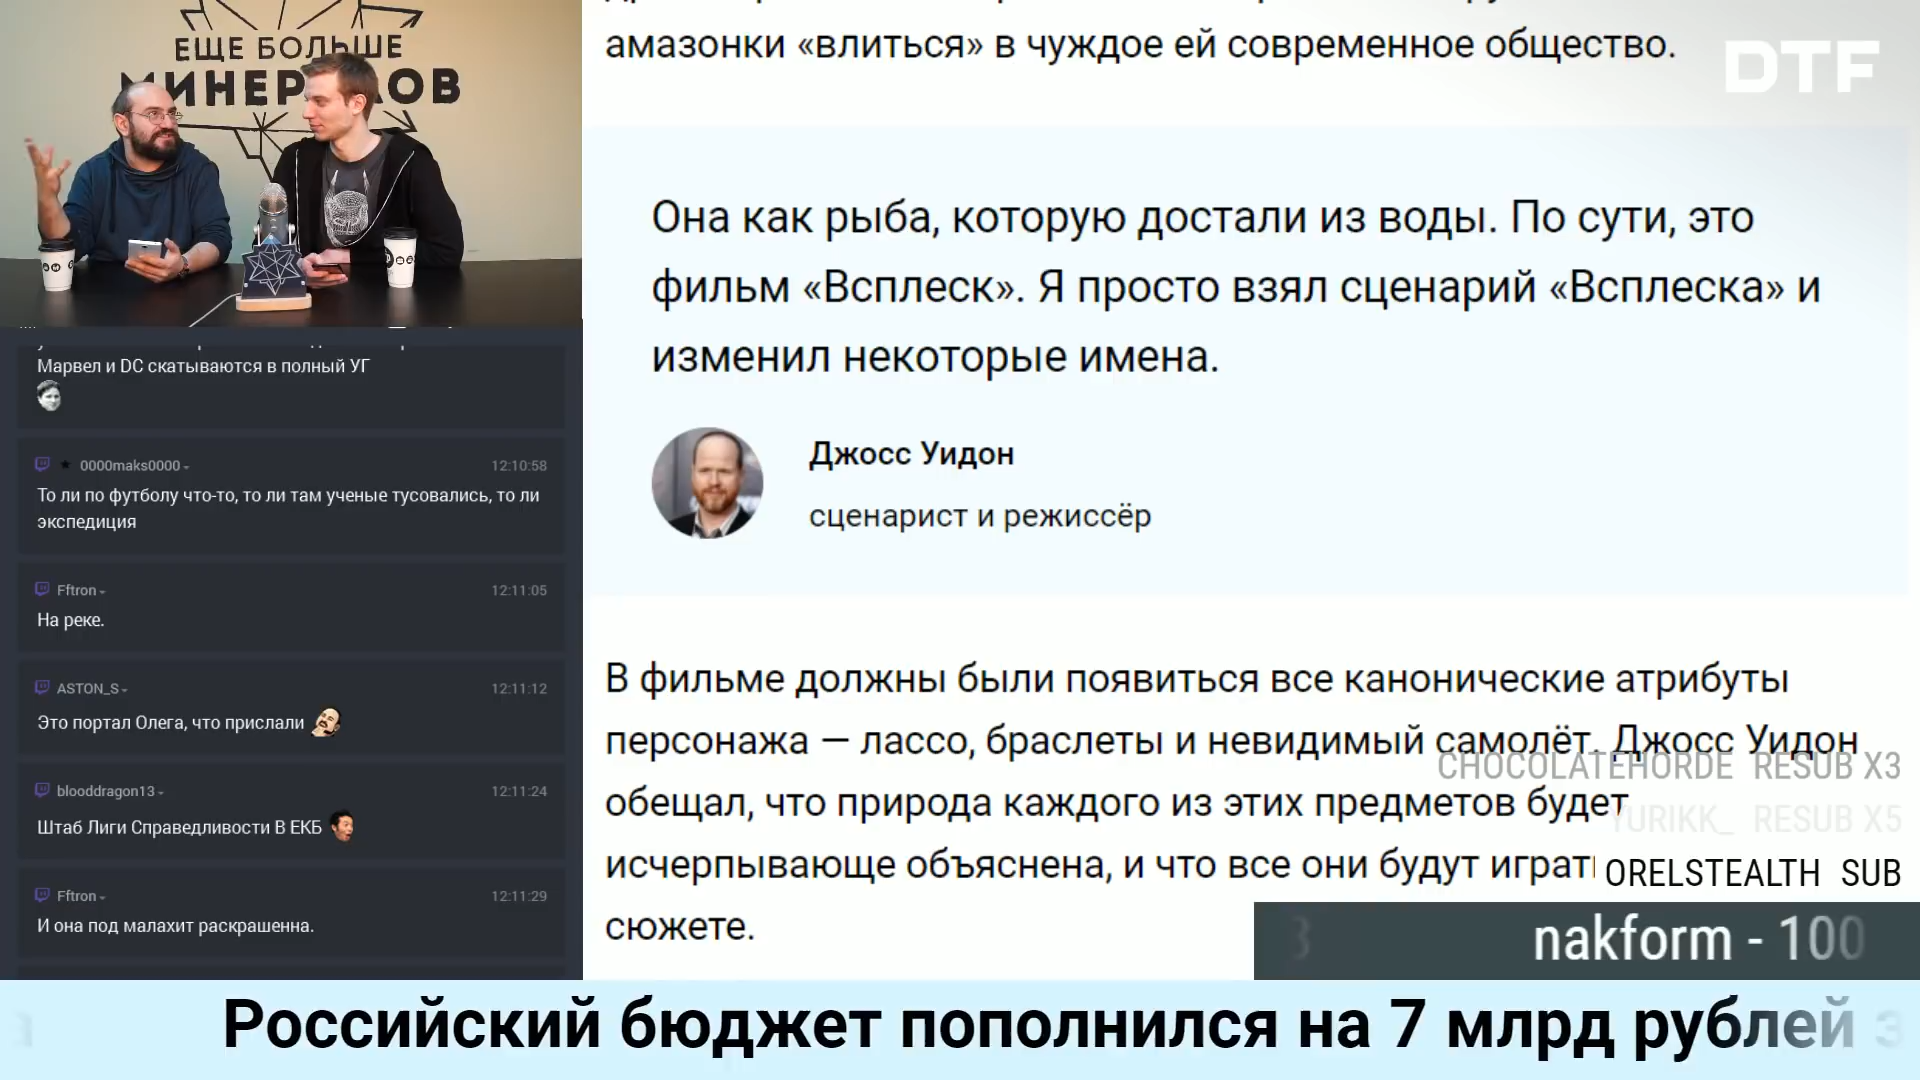 ЕЩЕ БОЛЬШЕ
амазонки «влиться» в чуждое ей современное общество.
DTF
Она как рыба, которую достали из воды. По сути, это
фильм «Всплеск». Я просто взял сценарий «Всплеска» и
изменил некоторые имена.
Джосс Уидон
сценарист и режиссёр
В фильме должны были появиться все канонические атрибуты
персонажа — лассо, браслеты и невидимый самолёт. Джосс Уидон
обещал, что природа каждого из этих предметов будет
исчерпывающе объяснена, и что все они будут играть
сюжете.
CHOCOLATEHORDE RESUB X3
YURIKK_ RESUB X5
ORELSTEALTH SUB
nakform - 100
Марвел и DC скатываются в полный УГ
0000maks0000 12:10:58
То ли по футболу что-то, то ли там ученые тусовались, то ли
экспедиция
Fftron 12:11:05
На реке.
ASTON_S 12:11:12
Это портал Олега, что прислали
blooddragon13 12:11:24
Штаб Лиги Справедливости В ЕКБ
Fftron 12:11:29
И она под малахит раскрашенна.
Российский бюджет пополнился на 7 млрд рублей